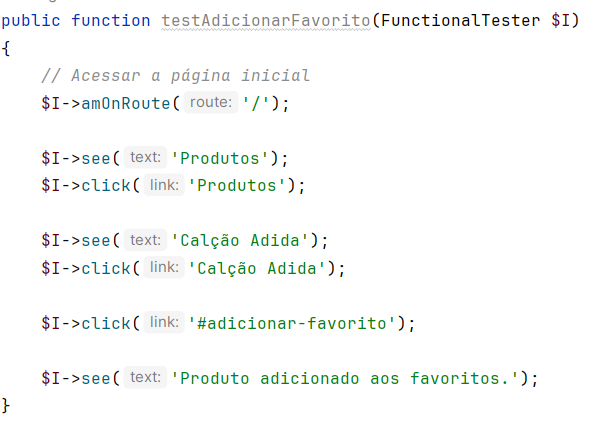 public function testAdicionarFavorito(FunctionalTester $I)
{
// Acessar a página inicial
$I->amOnRoute( route: '/');
$I->see( text: 'Produtos');
$I->click( link: 'Produtos');
$I->see( text: 'Calção Adida');
$I->click( link: 'Calção Adida');
$I->click( link: '#adicionar-favorito');
$I->see( text: 'Produto adicionado aos favoritos.');
}